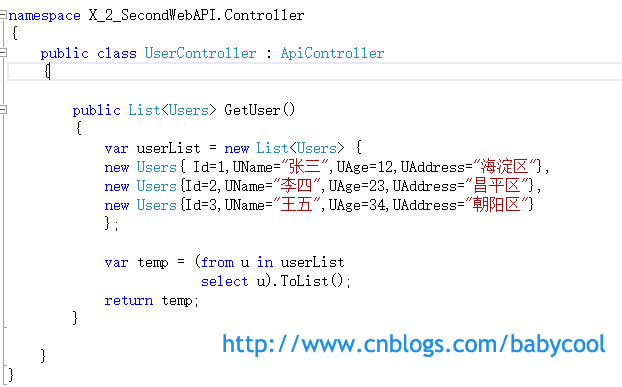 namespace X_2_SecondWebAPI.Controller
{
public class UserController : ApiController
{
public List<Users> GetUser()
{
var userList = new List<Users> {
new Users{ Id=1,UName="张三",UAge=12,UAddress="海淀区"},
new Users{Id=2,UName="李四",UAge=23,UAddress="昌平区"},
new Users{Id=3,UName="王五",UAge=34,UAddress="朝阳区"}
};
var temp = (from u in userList
select u).ToList();
return temp;
}
http://www.cnblogs.com/babycool
}
}